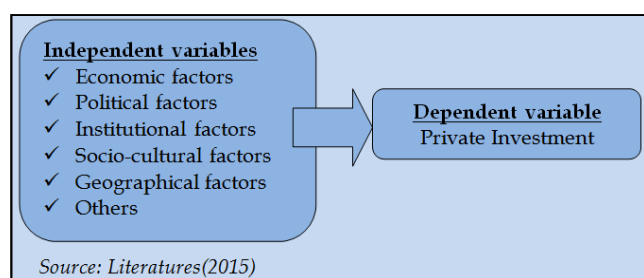 Independent variables
✓ Economic factors
✓ Political factors
✓ Institutional factors
✓ Socio-cultural factors
✓ Geographical factors
✓ Others
Dependent variable
Private Investment
Source: Literatures(2015)